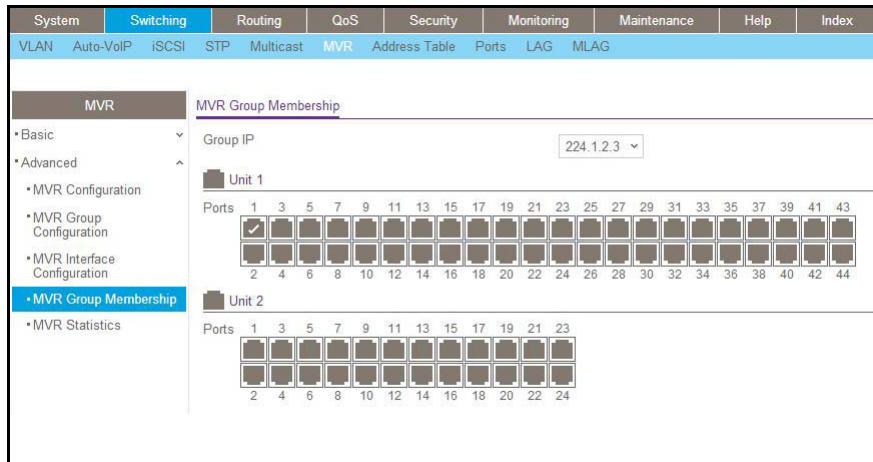 System Switching Routing QoS Security Monitoring Maintenance Help Index
VLAN Auto-VoIP iSCSI STP Multicast MVR Address Table Ports LAG MLAG
MVR
Basic
Advanced
MVR Configuration
MVR Group
Configuration
MVR Interface
Configuration
MVR Group Membership
MVR Statistics
MVR Group Membership
Group IP 224.1.2.3
Unit 1
Ports 1 3 5 7 9 11 13 15 17 19 21 23 25 27 29 31 33 35 37 39 41 43
2 4 6 8 10 12 14 16 18 20 22 24 26 28 30 32 34 36 38 40 42 44
Unit 2
Ports 1 3 5 7 9 11 13 15 17 19 21 23
2 4 6 8 10 12 14 16 18 20 22 24